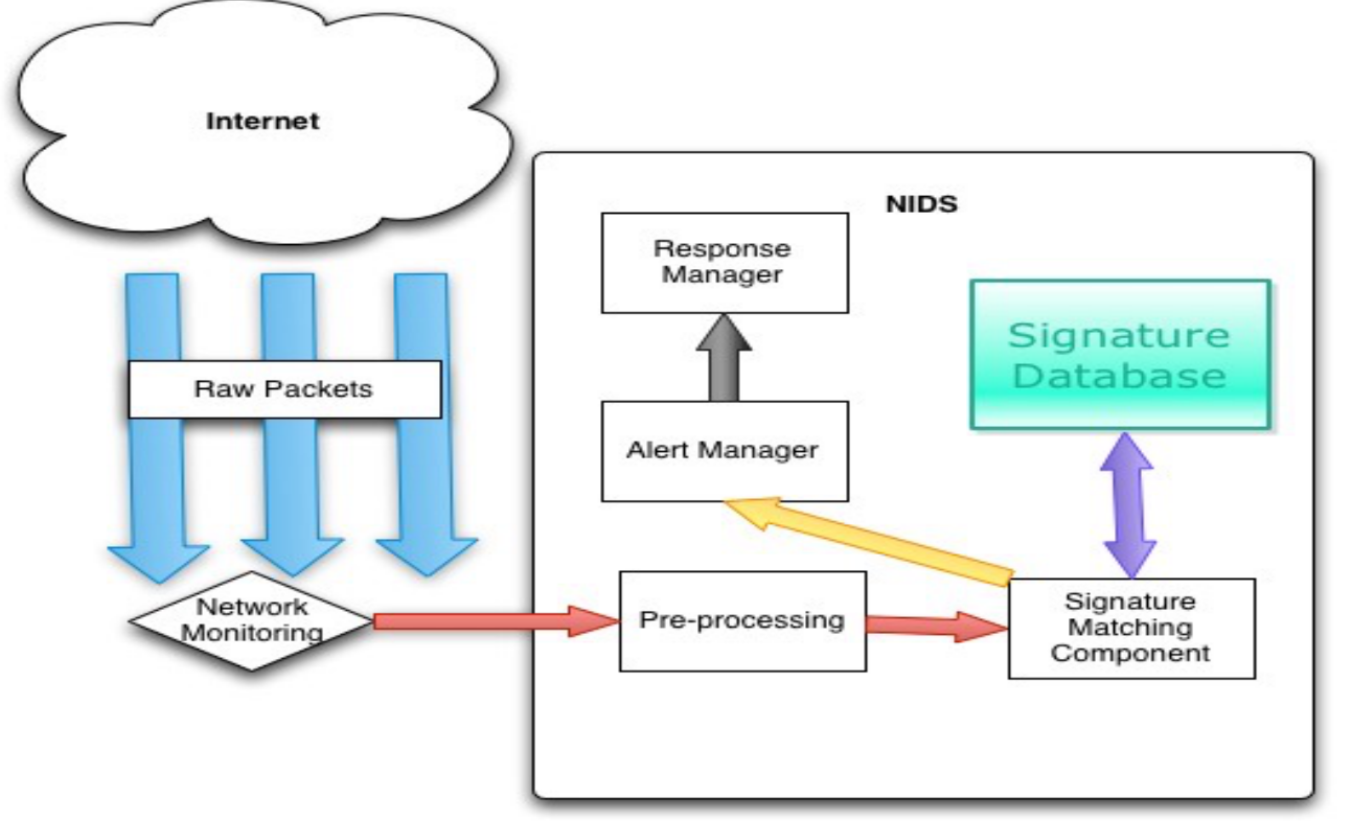 Internet
NIDS
Response
Manager
Signature
Database
Raw Packets
Alert Manager
Network
Monitoring
Pre-processing
Signature
Matching
Component